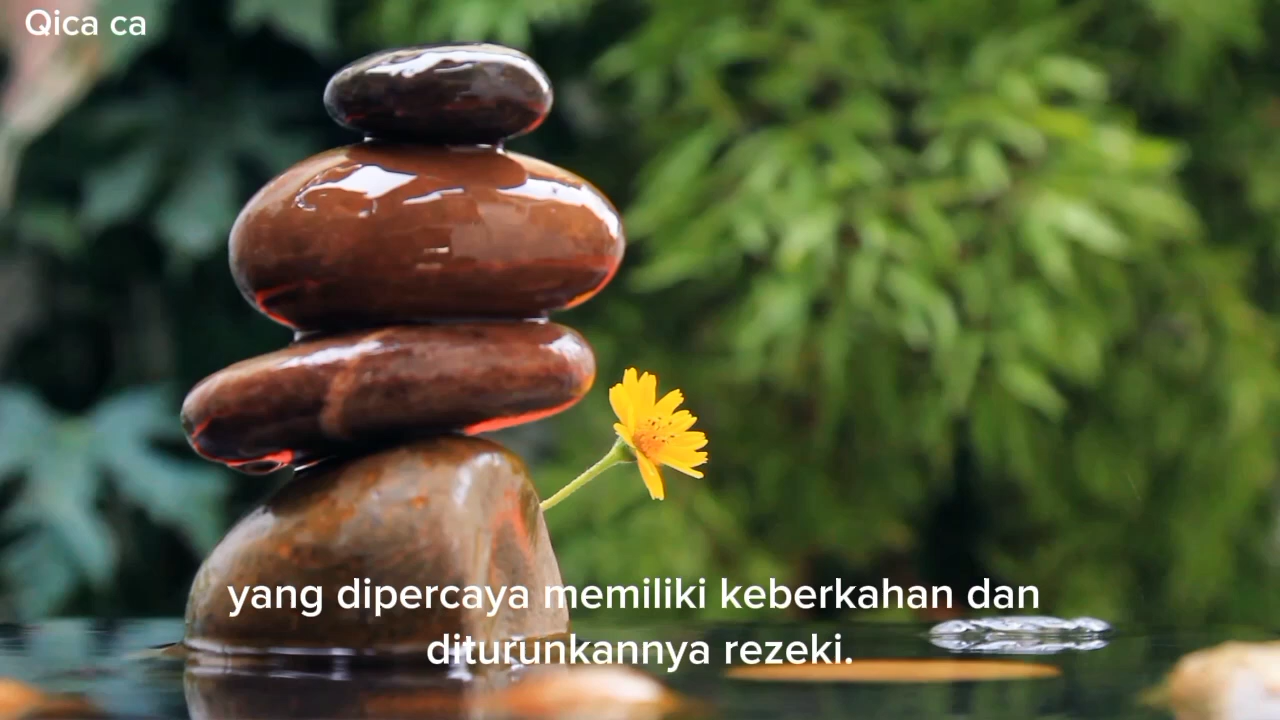 Qica ca
yang dipercaya memiliki keberkahan dan
diturunkannya rezeki.